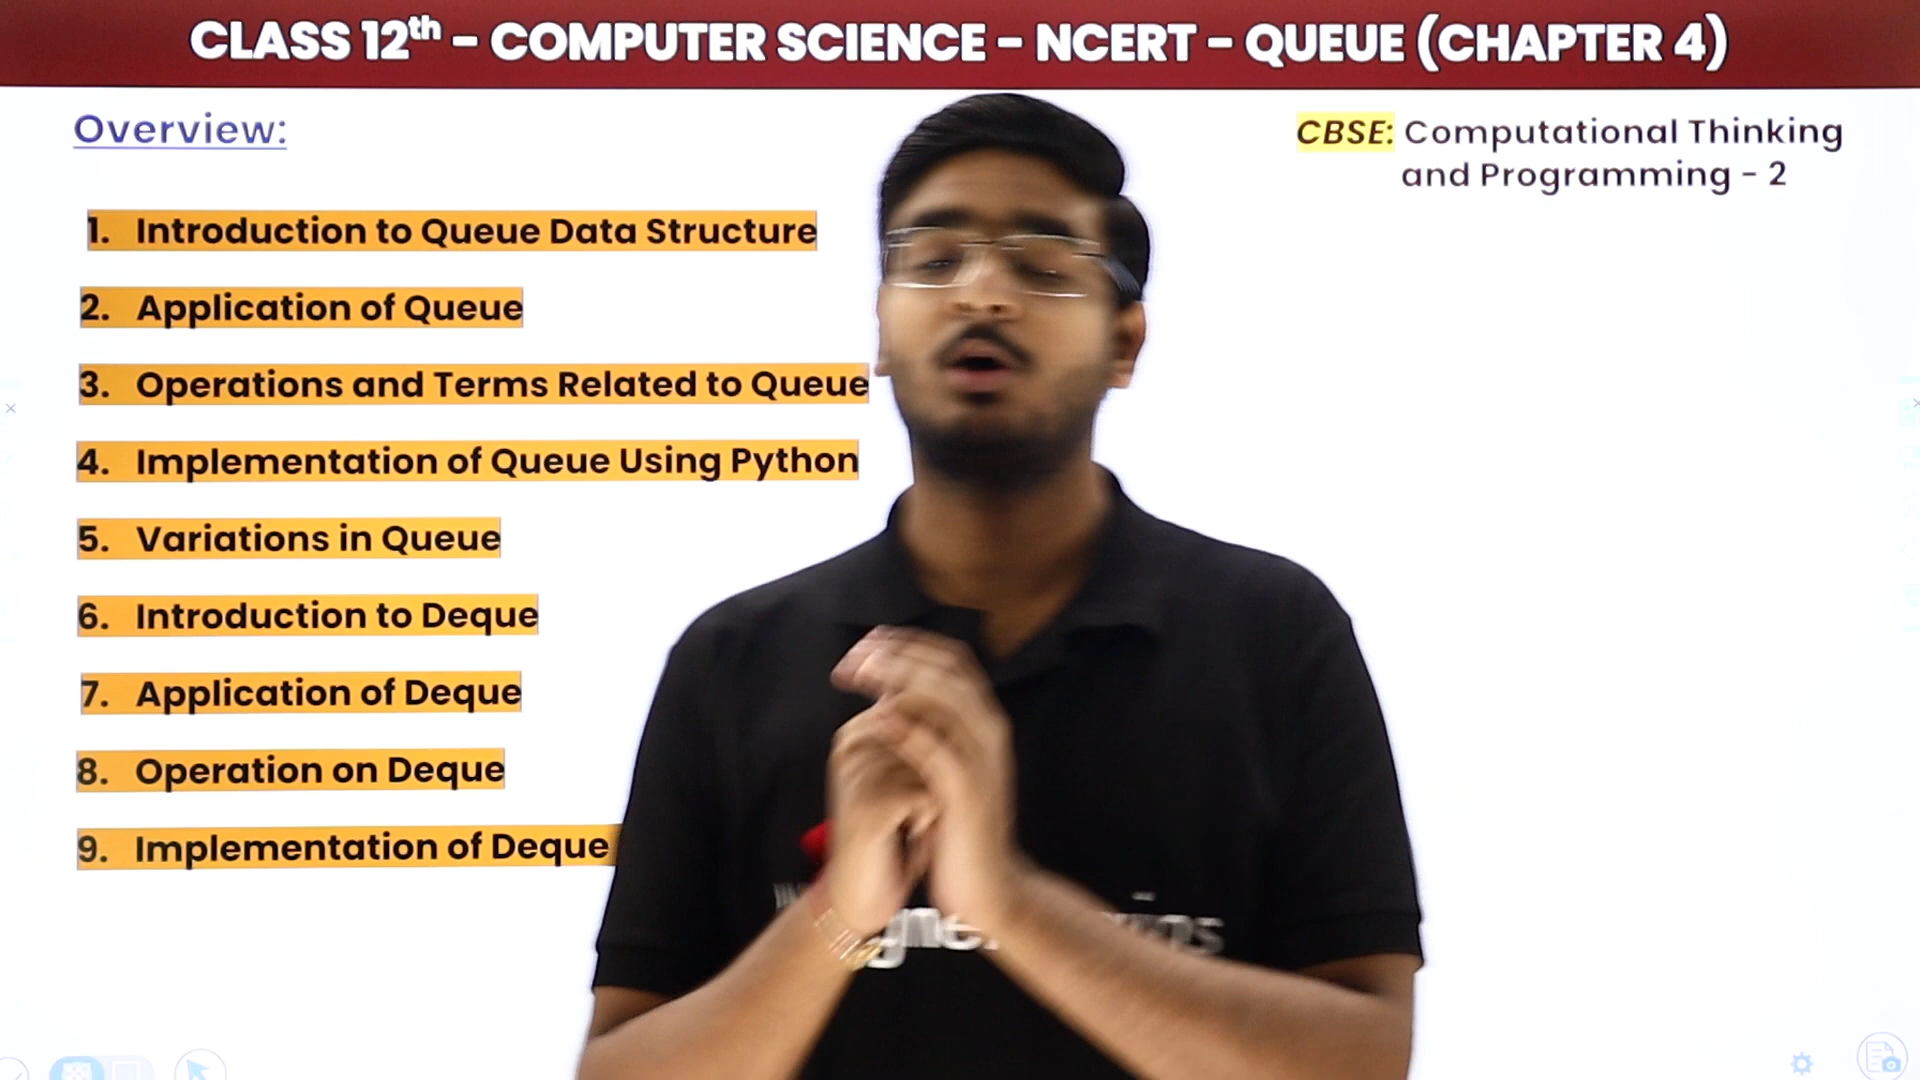 CLASS 12th - COMPUTER SCIENCE - NCERT - QUEUE (CHAPTER 4)
Overview:
CBSE: Computational Thinking
and Programming - 2
1. Introduction to Queue Data Structure
2. Application of Queue
3. Operations and Terms Related to Queue
4. Implementation of Queue Using Python
5. Variations in Queue
6. Introduction to Deque
7. Application of Deque
8. Operation on Deque
9. Implementation of Deque